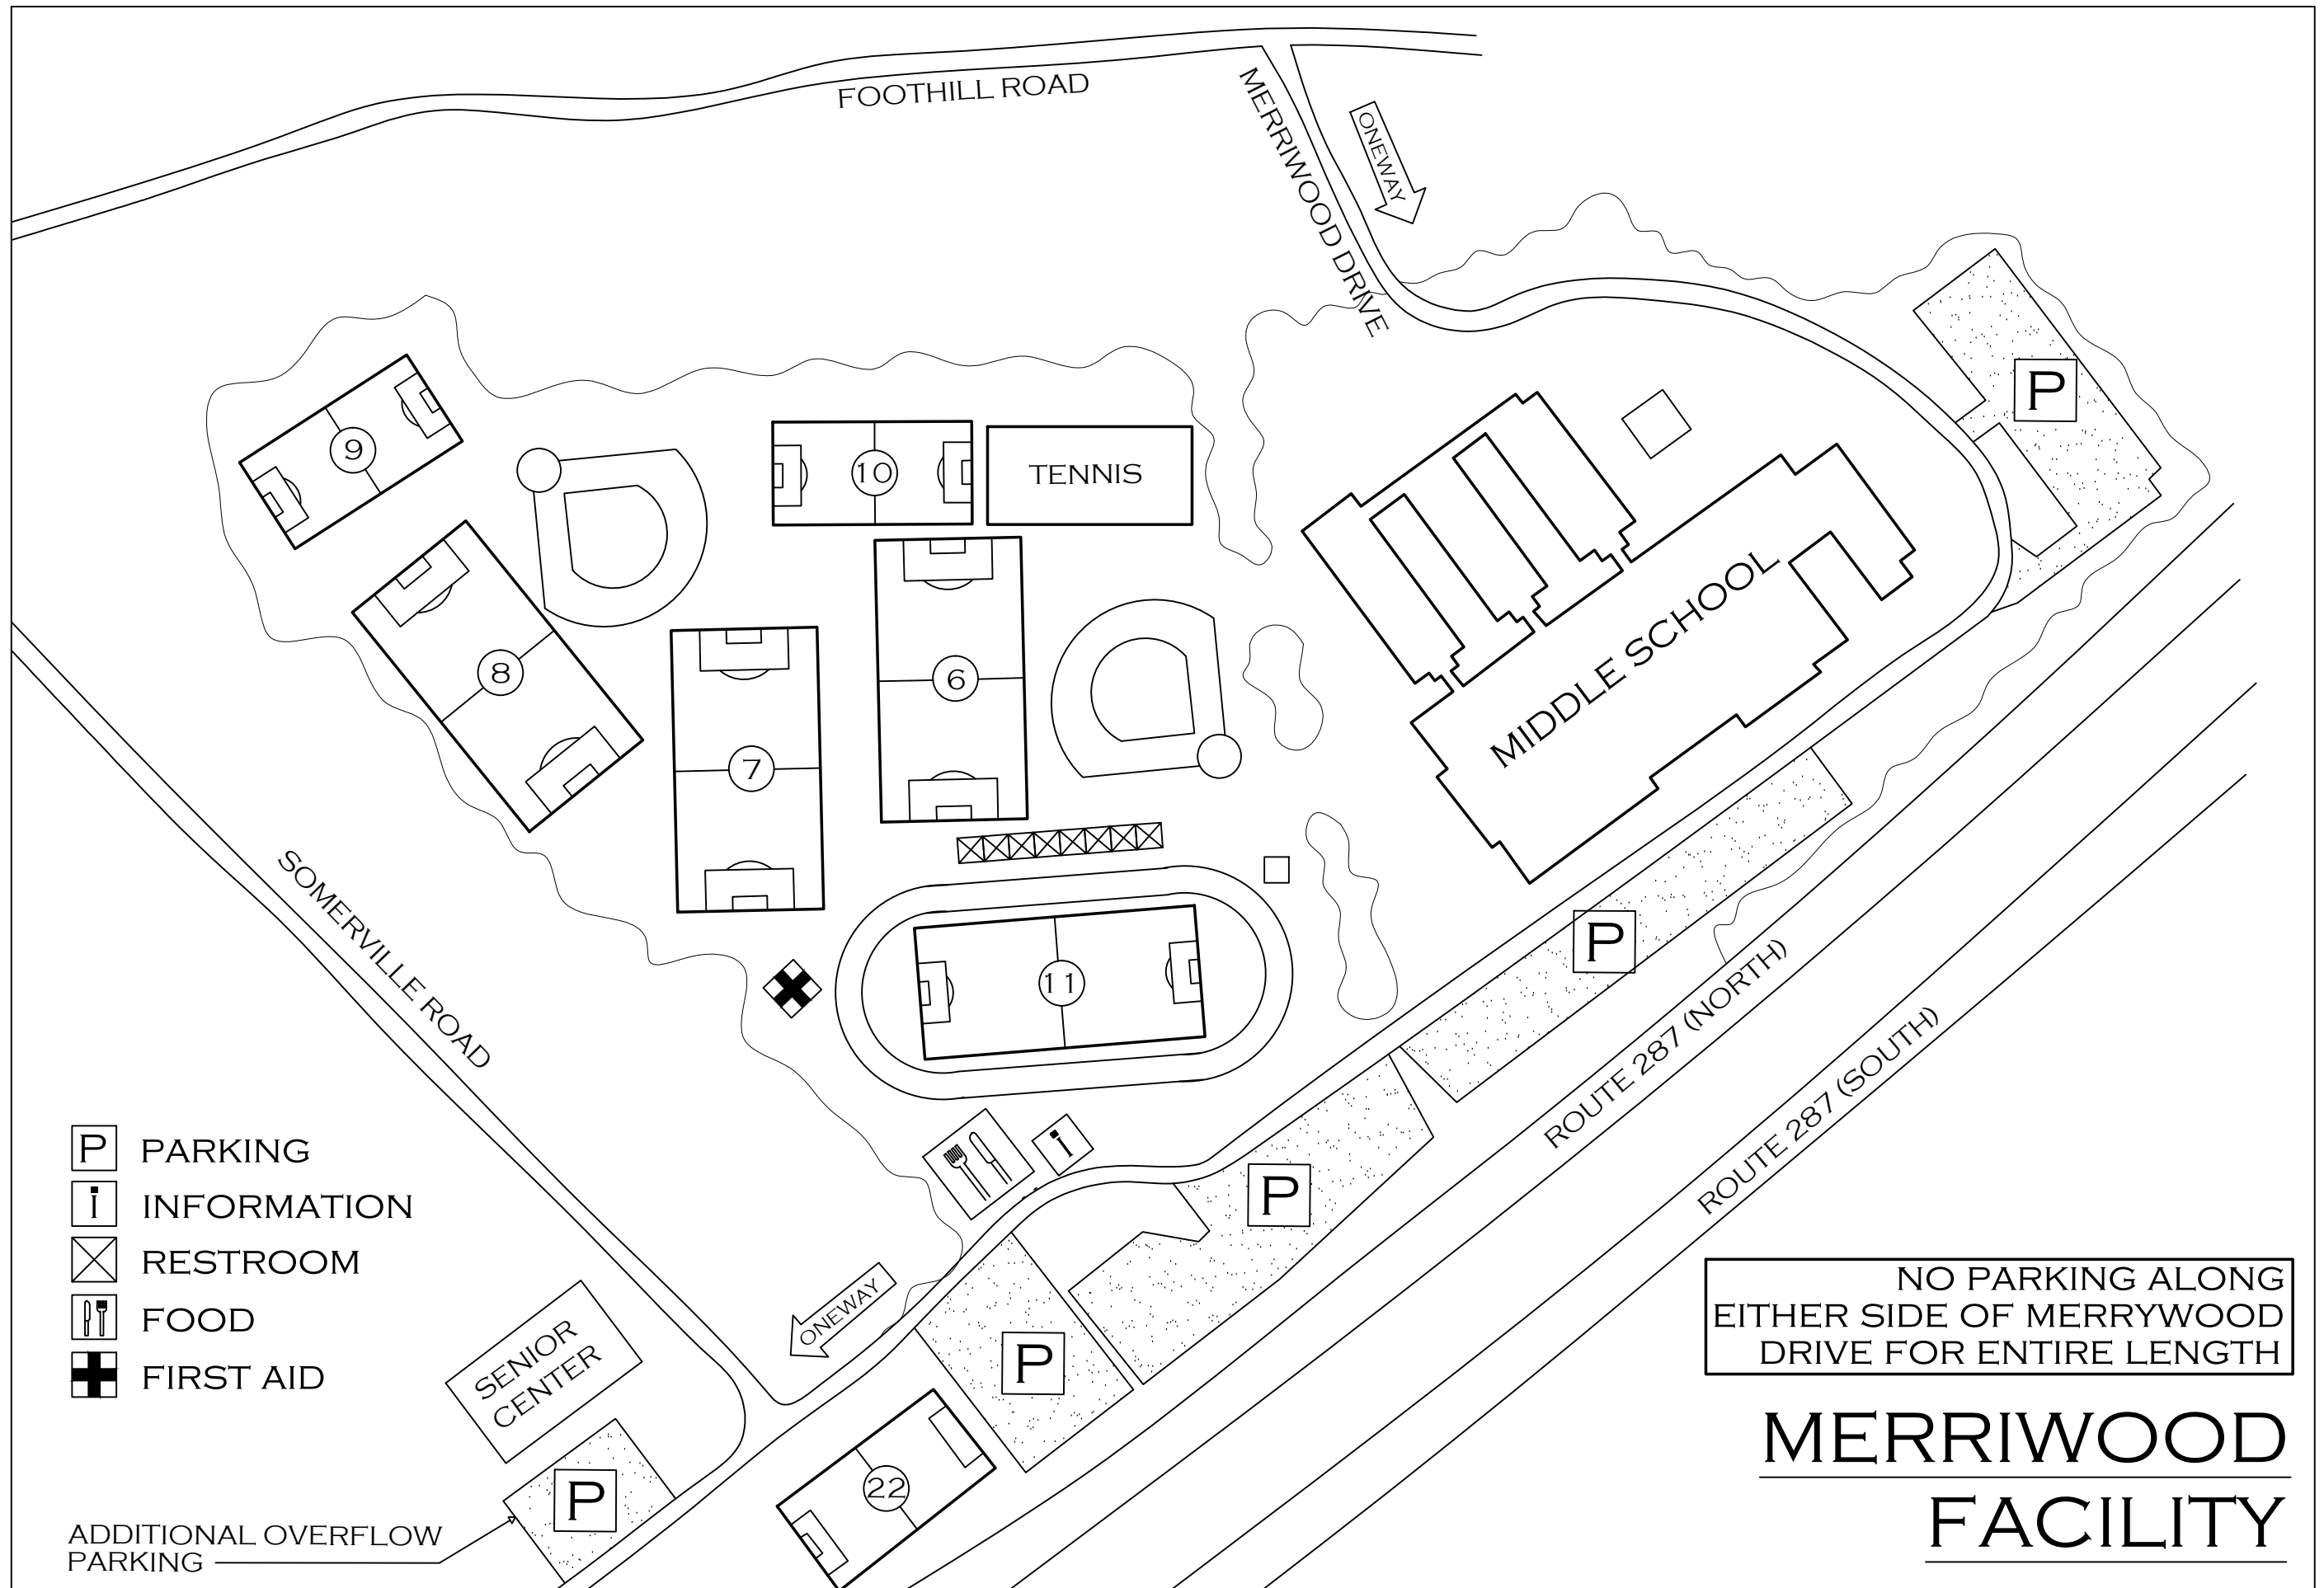 FOOTHILL ROAD
MERRIWOOD DRIVE
ONEWAY
P
9
10
TENNIS
8
7
6
MIDDLE SCHOOL
P
11
SOMERVILLE ROAD
ROUTE 287 (NORTH)
ROUTE 287 (SOUTH)
i
P
P
ONEWAY
P PARKING
i INFORMATION
RESTROOM
FOOD
FIRST AID
SENIOR
CENTER
P
22
ADDITIONAL OVERFLOW
PARKING
NO PARKING ALONG
EITHER SIDE OF MERRYWOOD
DRIVE FOR ENTIRE LENGTH
MERRIWOOD
FACILITY